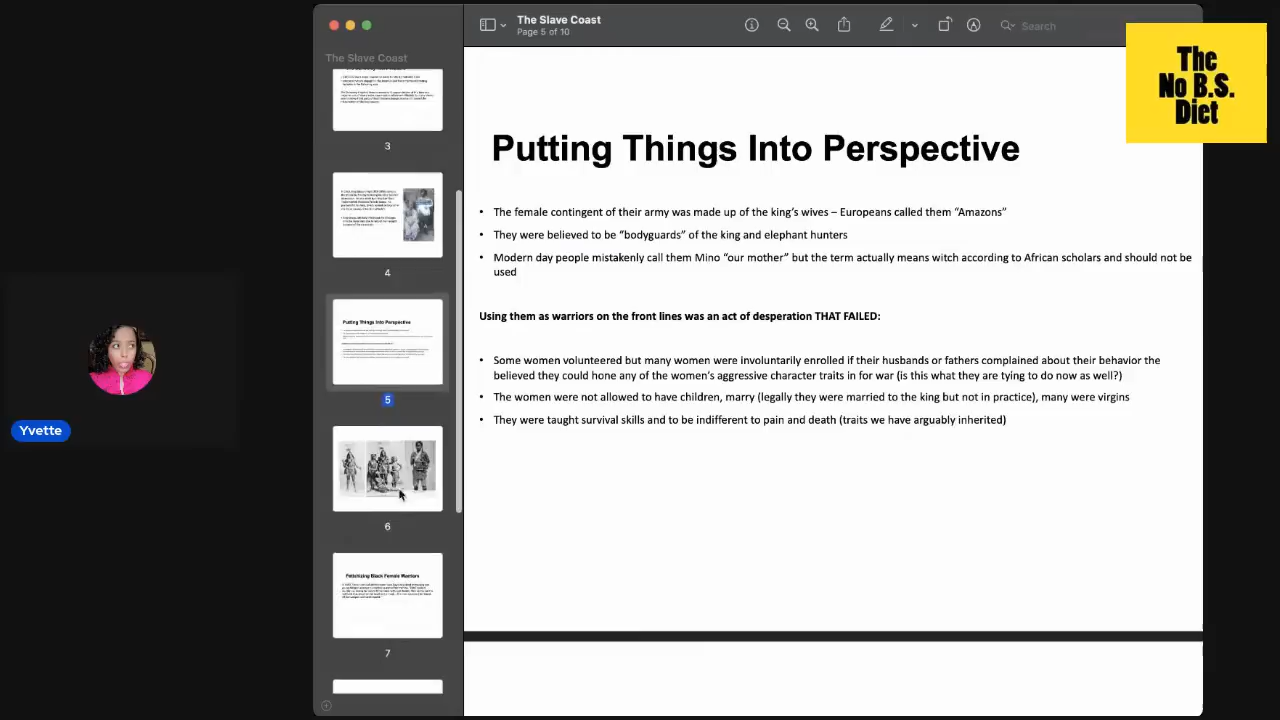 The Slave Coast
Page 5 of 10
Search
The
No B.S.
Diet
The Slave Coast
3
4
Putting Things Into Perspective
5
6
Fetishizing Black Female Warriors
7
Putting Things Into Perspective
• The female contingent of their army was made up of the king's wives – Europeans called them "Amazons"
• They were believed to be "bodyguards" of the king and elephant hunters
• Modern day people mistakenly call them Mino "our mother" but the term actually means witch according to African scholars and should not be
used
Using them as warriors on the front lines was an act of desperation THAT FAILED:
• Some women volunteered but many women were involuntarily enrolled if their husbands or fathers complained about their behavior the
believed they could hone any of the women's aggressive character traits in for war (is this what they are tying to do now as well?)
• The women were not allowed to have children, marry (legally they were married to the king but not in practice), many were virgins
• They were taught survival skills and to be indifferent to pain and death (traits we have arguably inherited)
Yvette